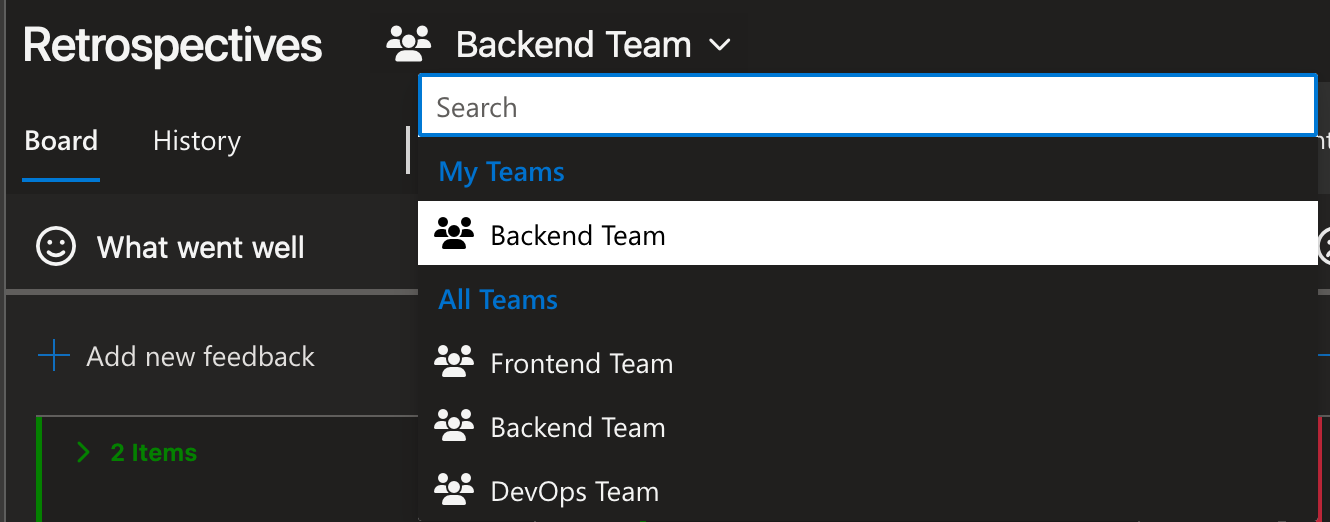 Retrospectives
Backend Team
Search
Board
History
My Teams
What went well
Backend Team
All Teams
Add new feedback
Frontend Team
Backend Team
2 Items
DevOps Team